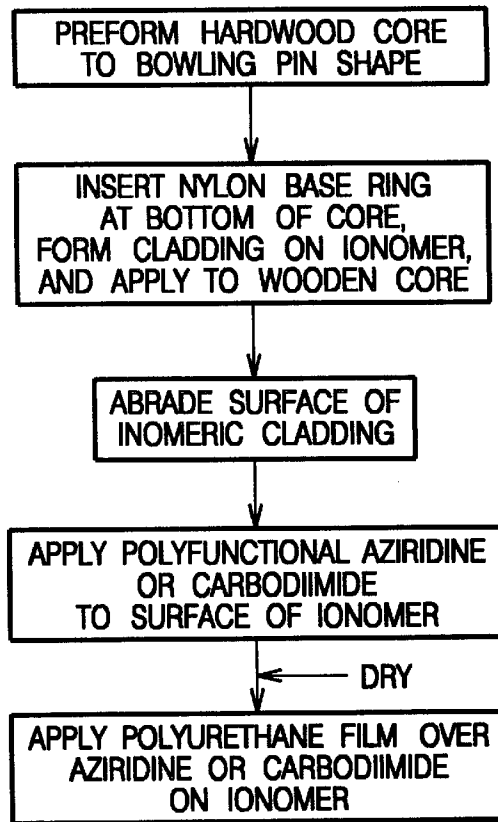 PREFORM HARDWOOD CORE
TO BOWLING PIN SHAPE
INSERT NYLON BASE RING
AT BOTTOM OF CORE,
FORM CLADDING ON IONOMER,
AND APPLY TO WOODEN CORE
ABRADE SURFACE OF
INOMERIC CLADDING
APPLY POLYFUNCTIONAL AZIRIDINE
OR CARBODIIMIDE
TO SURFACE OF IONOMER
DRY
APPLY POLYURETHANE FILM OVER
AZIRIDINE OR CARBODIIMIDE
ON IONOMER